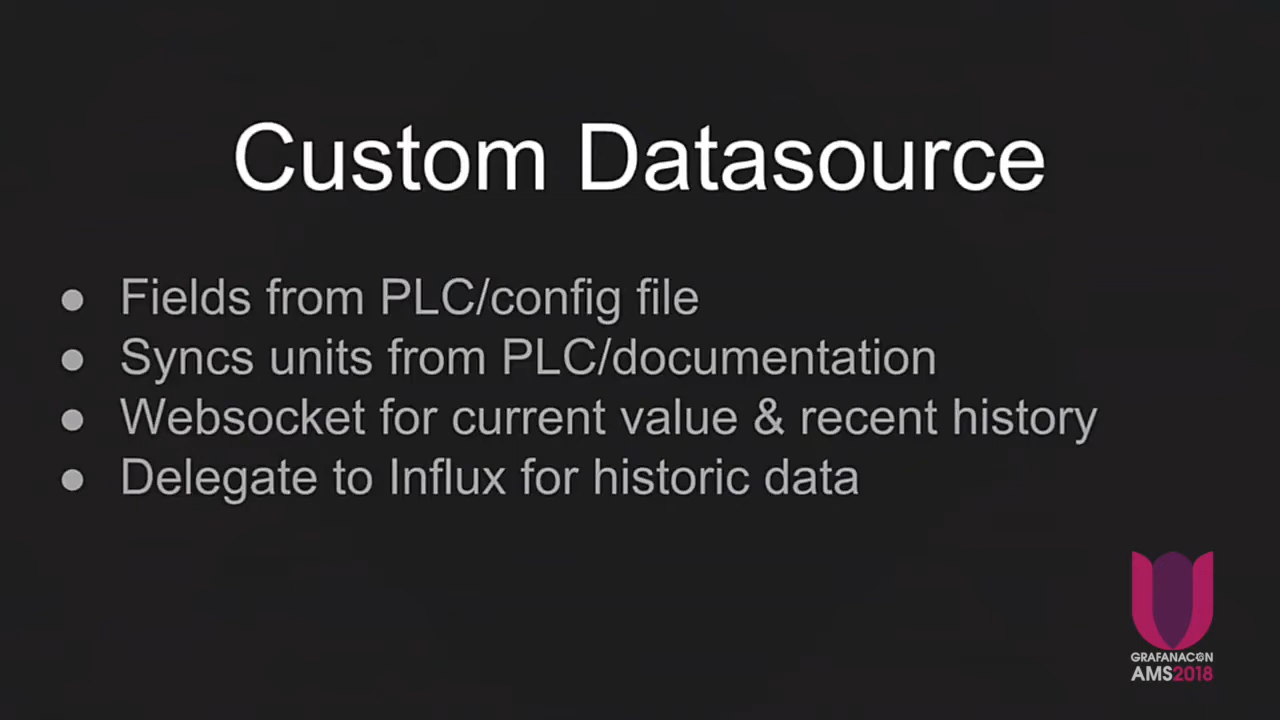 Custom Datasource
● Fields from PLC/config file
● Syncs units from PLC/documentation
● Websocket for current value & recent history
● Delegate to Influx for historic data
GRAFANACON
AMS2018